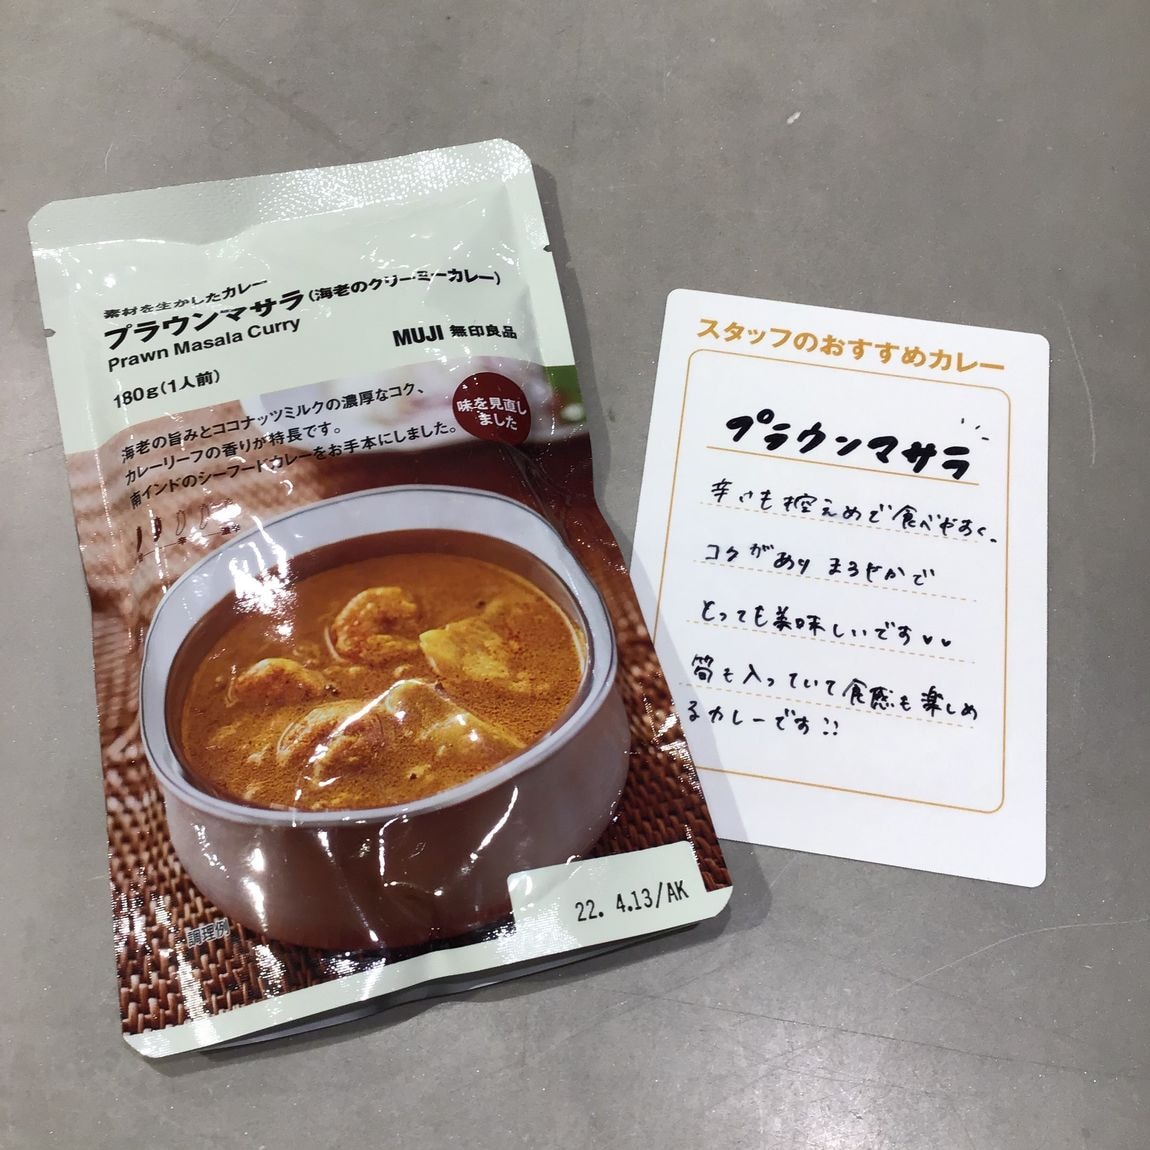 素材を生かしたカレー
プラウンマサラ(海老のクリーミーカレー)
Prawn Masala Curry
MUJI 無印良品
180g(1人前)
海老の旨みとココナッツミルクの濃厚なコク、
カレーリーフの香りが特長です。
南インドのシーフードカレーをお手本にしました。
味を見直し
ました
辛
調理例
22. 4.13/AK
スタッフのおすすめカレー
プラウンマサラ
辛さも控えめで食べやすく、
コクがあり まろやかで
とっても美味しいです♥♥
筍も入っていて食感も楽しめ
るカレーです!!